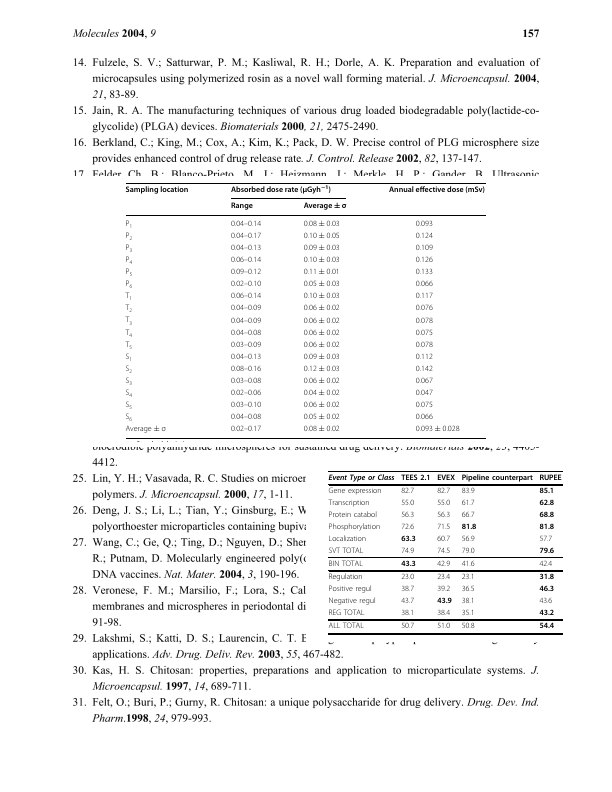 Molecules 2004, 9
157
14. Fulzele, S. V.; Satturwar, P. M.; Kasliwal, R. H.; Dorle, A. K. Preparation and evaluation of
microcapsules using polymerized rosin as a novel wall forming material. J. Microencapsul. 2004,
21, 83-89.
15. Jain, R. A. The manufacturing techniques of various drug loaded biodegradable poly(lactide-co-
glycolide) (PLGA) devices. Biomaterials 2000, 21, 2475-2490.
16. Berkland, C.; King, M.; Cox, A.; Kim, K.; Pack, D. W. Precise control of PLG microsphere size
provides enhanced control of drug release rate. J. Control. Release 2002, 82, 137-147.
17. Felder, Ch. B.; Blanco-Prieto, M. J.; Heizmann, J.; Merkle, H. P.; Gander, B. Ultrasonic
Sampling location Absorbed dose rate (μGyh⁻¹) Annual effective dose (mSv)
Range Average ± σ
P₁ 0.04–0.14 0.08 ± 0.03 0.093
P₂ 0.04–0.17 0.10 ± 0.05 0.124
P₃ 0.04–0.13 0.09 ± 0.03 0.109
P₄ 0.06–0.14 0.10 ± 0.03 0.126
P₅ 0.09–0.12 0.11 ± 0.01 0.133
P₆ 0.02–0.10 0.05 ± 0.03 0.066
T₁ 0.06–0.14 0.10 ± 0.03 0.117
T₂ 0.04–0.09 0.06 ± 0.02 0.076
T₃ 0.04–0.09 0.06 ± 0.02 0.078
T₄ 0.04–0.08 0.06 ± 0.02 0.075
T₅ 0.03–0.09 0.06 ± 0.02 0.078
S₁ 0.04–0.13 0.09 ± 0.03 0.112
S₂ 0.08–0.16 0.12 ± 0.03 0.142
S₃ 0.03–0.08 0.06 ± 0.02 0.067
S₄ 0.02–0.06 0.04 ± 0.02 0.047
S₅ 0.03–0.10 0.06 ± 0.02 0.075
S₆ 0.04–0.08 0.05 ± 0.02 0.066
Average ± σ 0.02–0.17 0.08 ± 0.02 0.093 ± 0.028
bioerodible polyanhydride microspheres for sustained drug delivery. Biomaterials 2002, 23, 4405-
4412.
25. Lin, Y. H.; Vasavada, R. C. Studies on microen
polymers. J. Microencapsul. 2000, 17, 1-11.
26. Deng, J. S.; Li, L.; Tian, Y.; Ginsburg, E.; W
polyorthoester microparticles containing bupiva
27. Wang, C.; Ge, Q.; Ting, D.; Nguyen, D.; Shen
R.; Putnam, D. Molecularly engineered poly(o
DNA vaccines. Nat. Mater. 2004, 3, 190-196.
28. Veronese, F. M.; Marsilio, F.; Lora, S.; Cal
membranes and microspheres in periodontal di
91-98.
29. Lakshmi, S.; Katti, D. S.; Laurencin, C. T. B
applications. Adv. Drug. Deliv. Rev. 2003, 55, 467-482.
Event Type or Class TEES 2.1 EVEX Pipeline counterpart RUPEE
Gene expression 82.7 82.7 83.9 85.1
Transcription 55.0 55.0 61.7 62.8
Protein catabol 56.3 56.3 66.7 68.8
Phosphorylation 72.6 71.5 81.8 81.8
Localization 63.3 60.7 56.9 57.7
SVT TOTAL 74.9 74.5 79.0 79.6
BIN TOTAL 43.3 42.9 41.6 42.4
Regulation 23.0 23.4 23.1 31.8
Positive regul 38.7 39.2 36.5 46.3
Negative regul 43.7 43.9 38.1 43.6
REG TOTAL 38.1 38.4 35.1 43.2
ALL TOTAL 50.7 51.0 50.8 54.4
30. Kas, H. S. Chitosan: properties, preparations and application to microparticulate systems. J.
Microencapsul. 1997, 14, 689-711.
31. Felt, O.; Buri, P.; Gurny, R. Chitosan: a unique polysaccharide for drug delivery. Drug. Dev. Ind.
Pharm.1998, 24, 979-993.